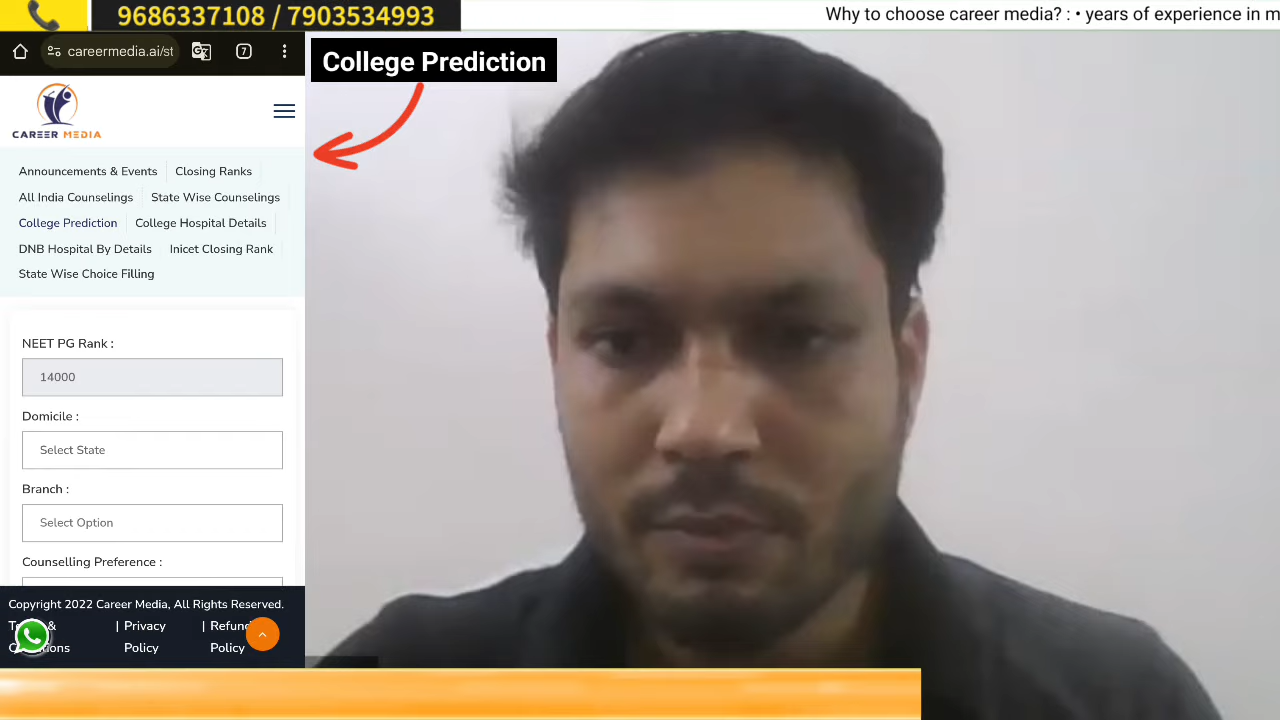 9686337108 / 7903534993
Why to choose career media? : • years of experience in m
careermedia.ai/st
7
College Prediction
CAREER MEDIA
Announcements & Events
Closing Ranks
All India Counselings
State Wise Counselings
College Prediction
College Hospital Details
DNB Hospital By Details
Inicet Closing Rank
State Wise Choice Filling
NEET PG Rank :
14000
Domicile :
Select State
Branch :
Select Option
Counselling Preference :
Copyright 2022 Career Media, All Rights Reserved.
| Privacy
Policy
| Refund
Policy